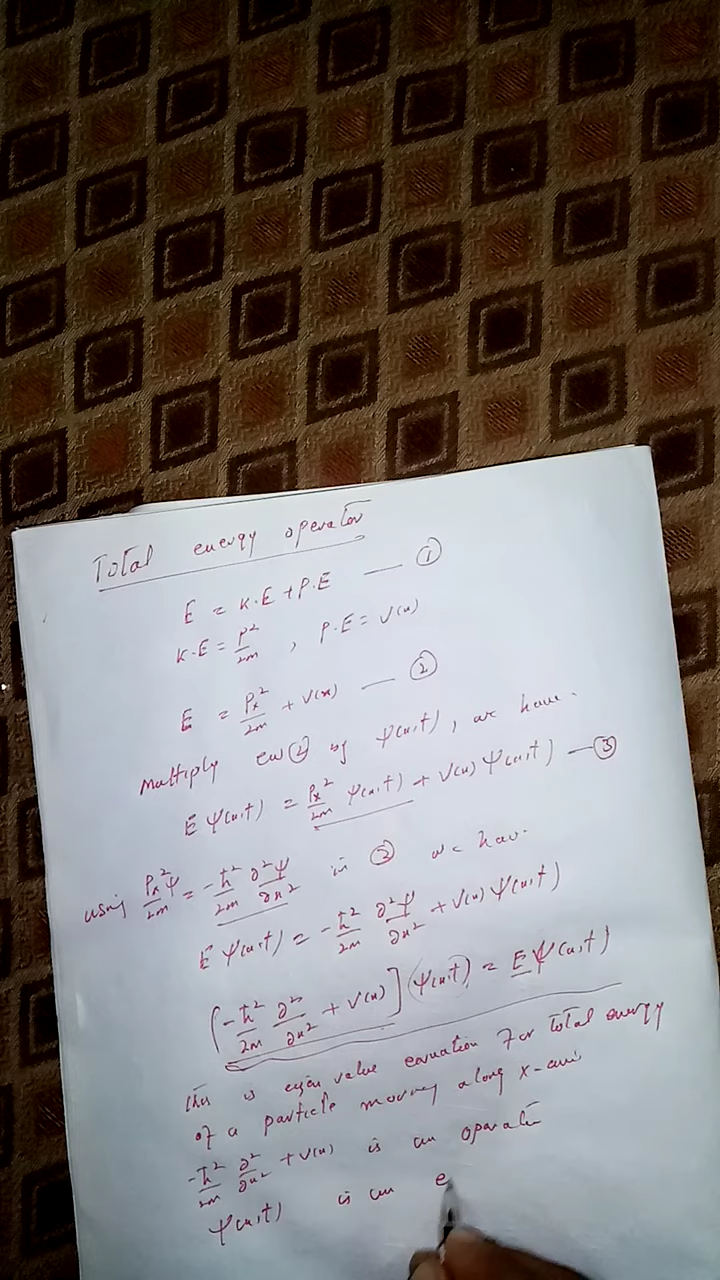 Total energy operator
E = K.E + P.E — ①
K.E = P²/2m , P.E = V(x)
E = Px²/2m + V(x) — ②
Multiply eq ② by ψ(x,t), we have.
E ψ(x,t) = Px²/2m ψ(x,t) + V(x) ψ(x,t) — ③
using Px²ψ/2m = -ħ²/2m ∂²ψ/∂x² in ③ we have.
E ψ(x,t) = -ħ²/2m ∂²ψ/∂x² + V(x) ψ(x,t)
[-ħ²/2m ∂²/∂x² + V(x)] ψ(x,t) = E ψ(x,t)
This is eigen value equation for total energy
of a particle moving along x-axis
-ħ²/2m ∂²/∂x² + V(x) is an operator
ψ(x,t) is an e